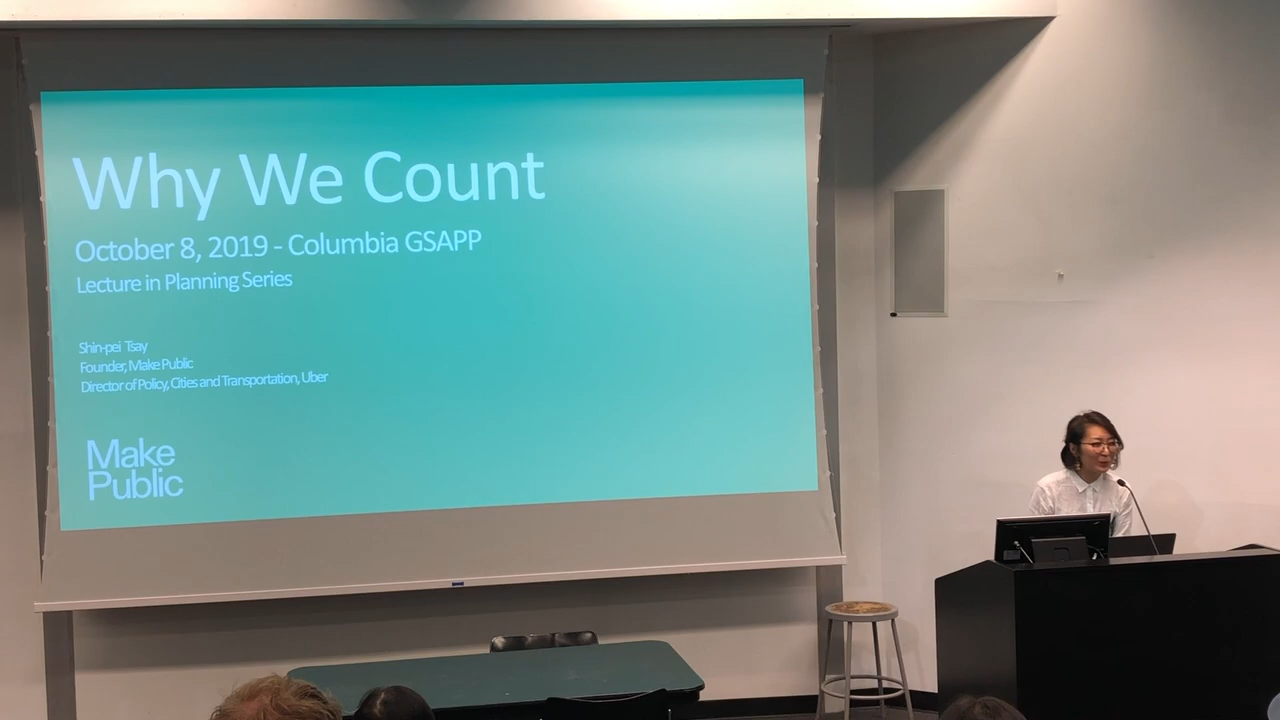 Why We Count
October 8, 2019 - Columbia GSAPP
Lecture in Planning Series
Shin-pei Tsay
Founder, Make Public
Director of Policy, Cities and Transportation, Uber
Make
Public